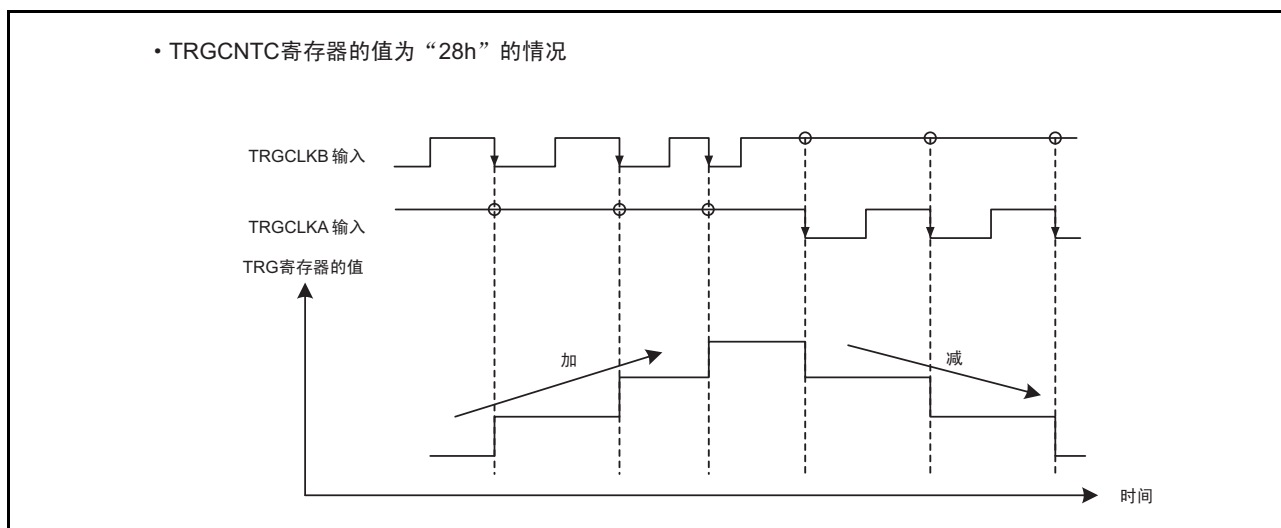 •TRGCNTC寄存器的值为“28h”的情况
TRGCLKB 输入
TRGCLKA 输入
TRG寄存器的值
加
减
时间